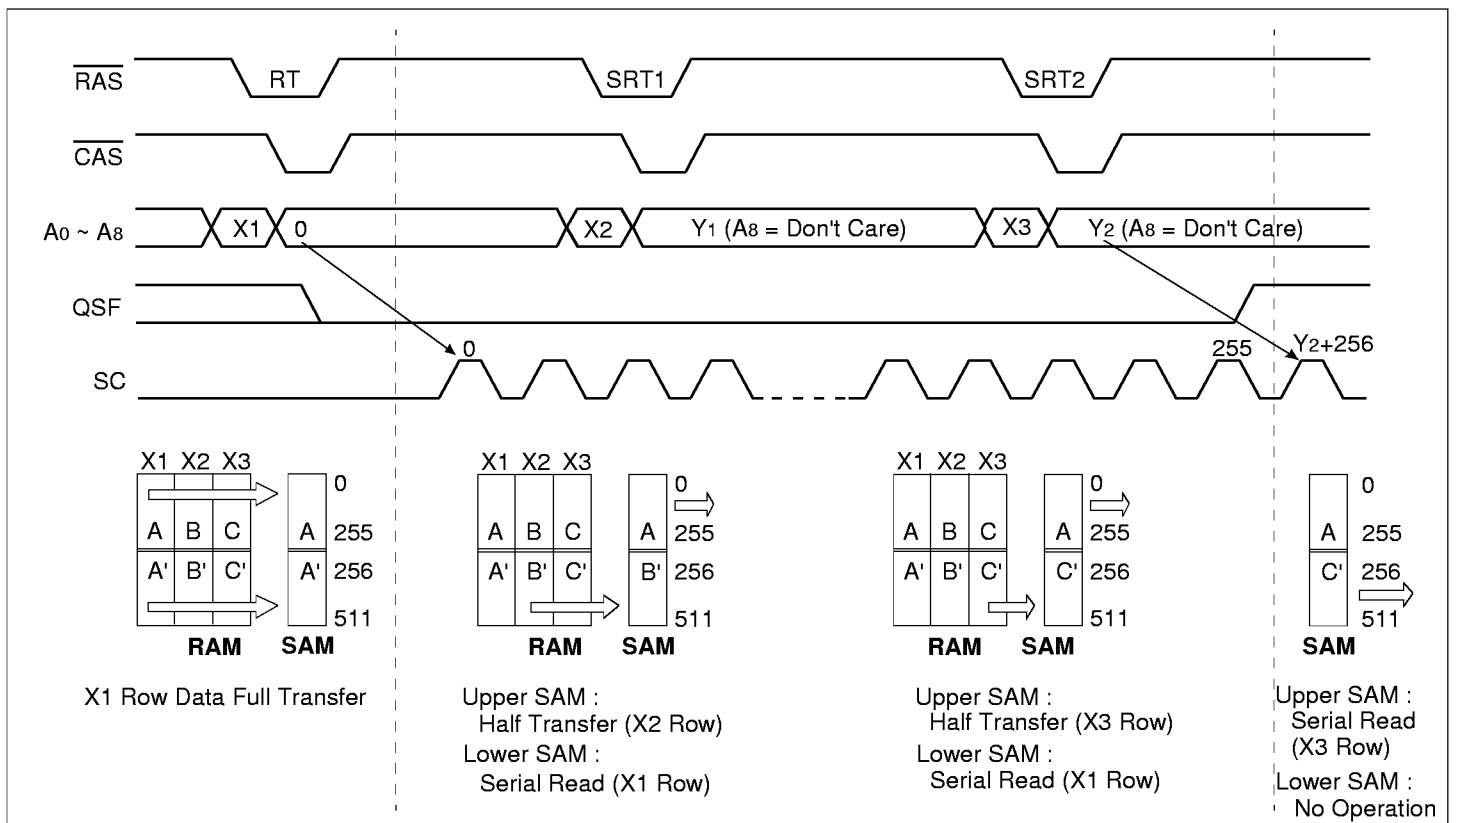 RAS RT SRT1 SRT2
CAS
A0 ~ A8 X1 0 X2 Y1 (A8 = Don't Care) X3 Y2 (A8 = Don't Care)
QSF
SC 0 255 Y2+256
X1 X2 X3 0
A B C A 255
A' B' C' A' 256
511
RAM SAM
X1 Row Data Full Transfer
X1 X2 X3 0
A B C A 255
A' B' C' B' 256
511
RAM SAM
Upper SAM :
Half Transfer (X2 Row)
Lower SAM :
Serial Read (X1 Row)
X1 X2 X3 0
A B C A 255
A' B' C' C' 256
511
RAM SAM
Upper SAM :
Half Transfer (X3 Row)
Lower SAM :
Serial Read (X1 Row)
0
A 255
C' 256
511
SAM
Upper SAM :
Serial Read
(X3 Row)
Lower SAM :
No Operation